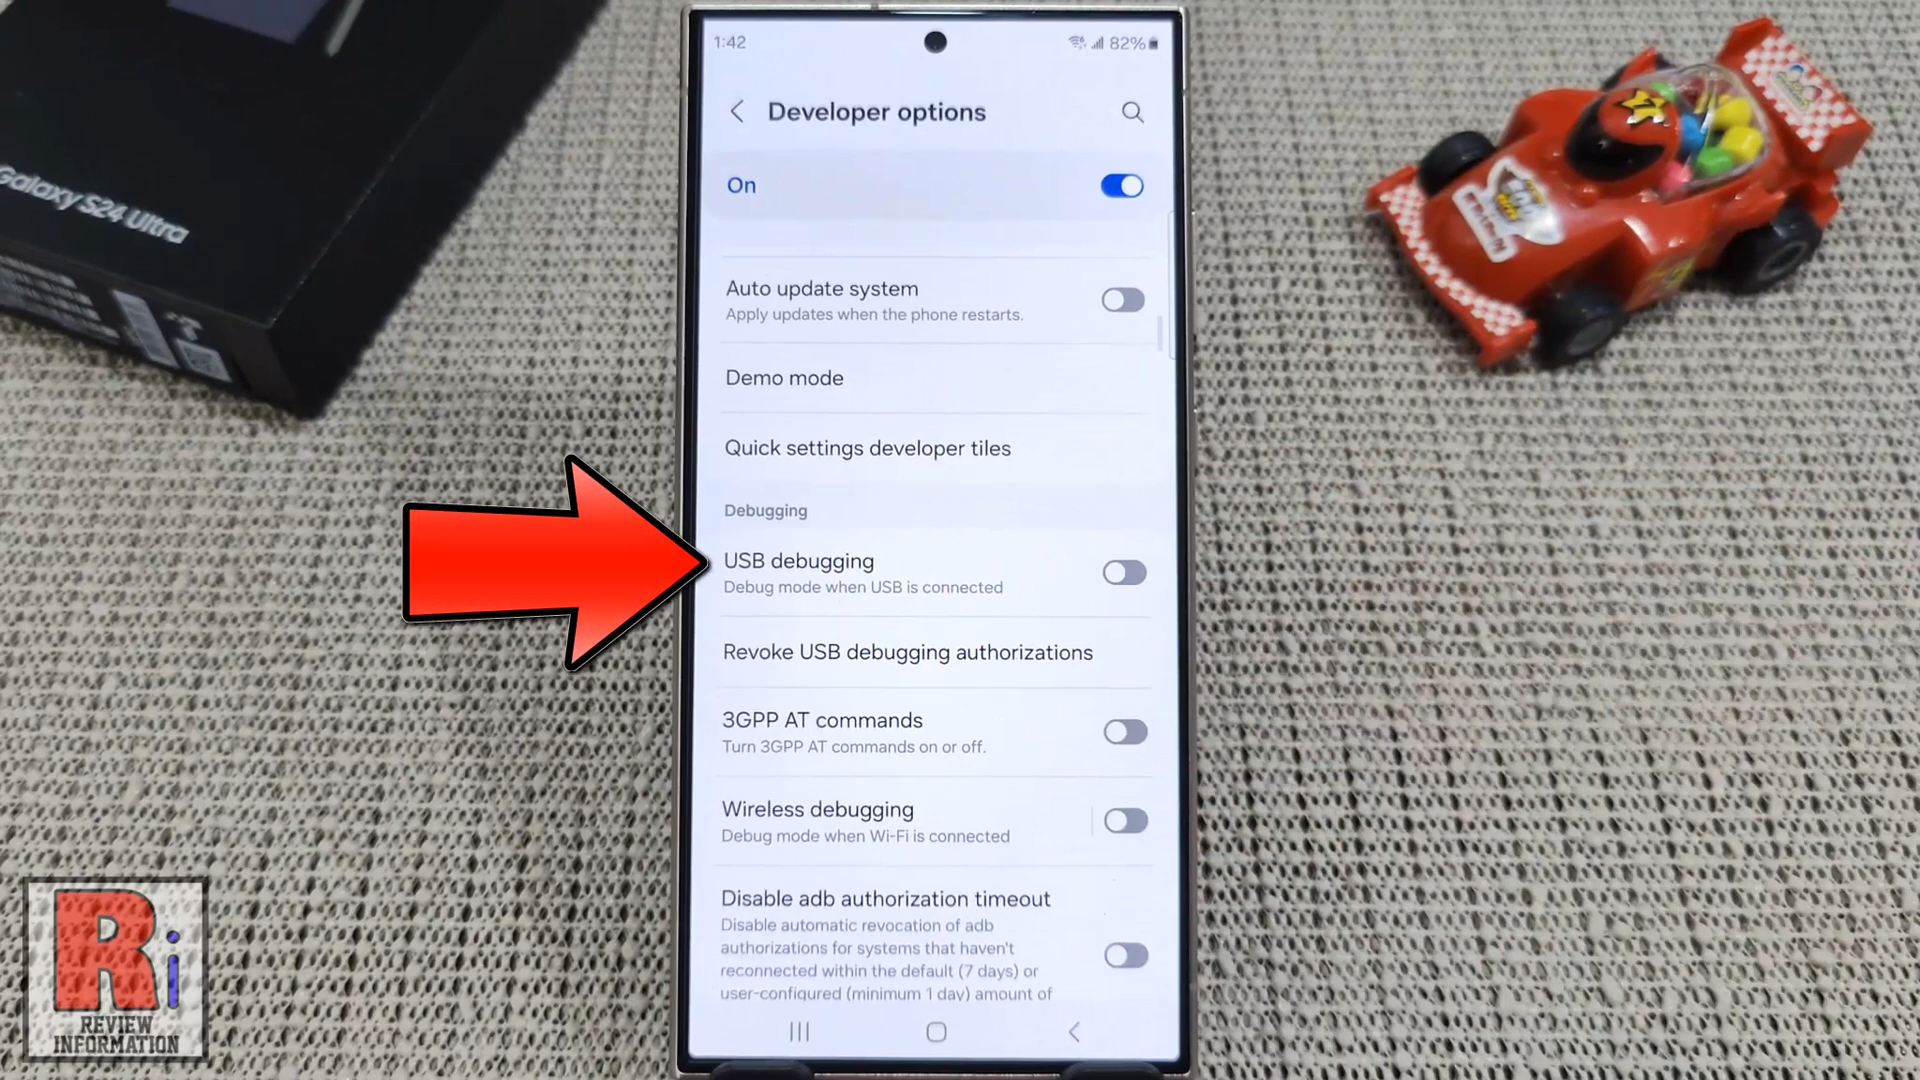 1:42
82%
Developer options
On
Auto update system
Apply updates when the phone restarts.
Demo mode
Quick settings developer tiles
Debugging
USB debugging
Debug mode when USB is connected
Revoke USB debugging authorizations
3GPP AT commands
Turn 3GPP AT commands on or off.
Wireless debugging
Debug mode when Wi-Fi is connected
Disable adb authorization timeout
Disable automatic revocation of adb
authorizations for systems that haven't
reconnected within the default (7 days) or
user-configured (minimum 1 day) amount of
Galaxy S24 Ultra
Ri
REVIEW
INFORMATION